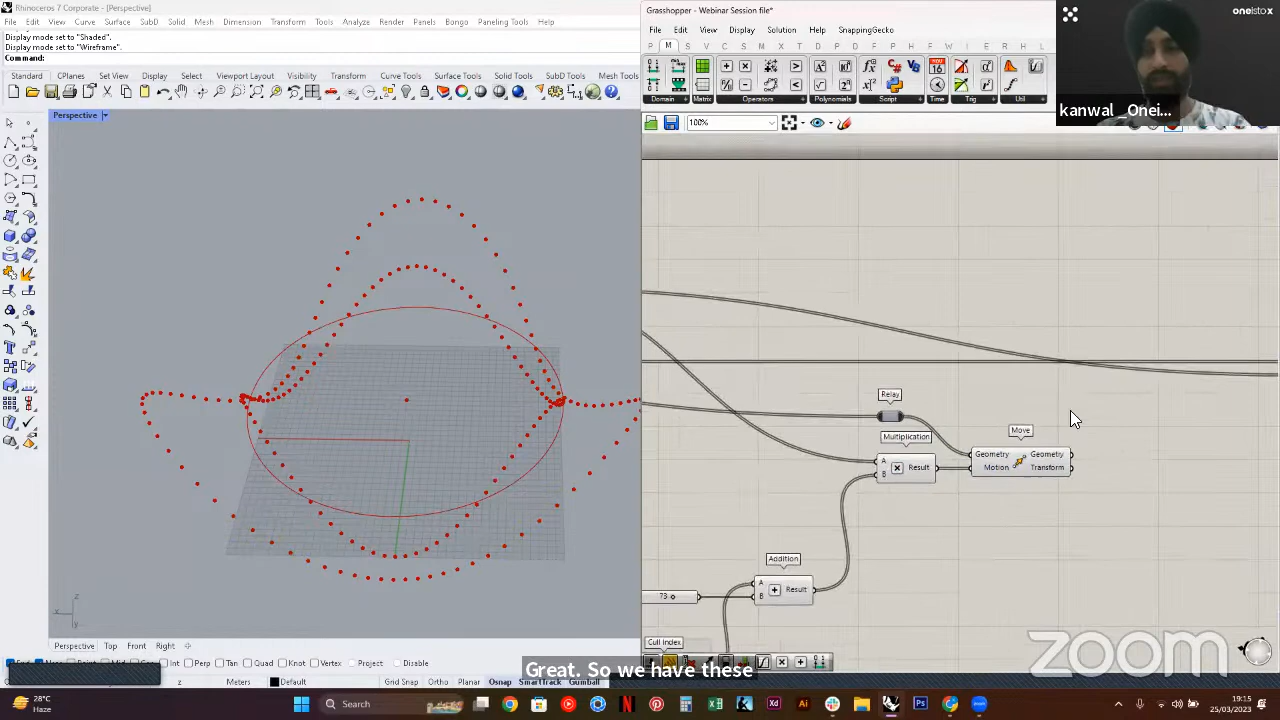 Rhinoceros 7 Corporate - [Perspective]
File Edit View Curve Surface SubD Solid Mesh Dimension Transform Tools Analyze Render Panels Bongo Paneling Tools
Display mode set to "Shaded".
Display mode set to "Wireframe".
Command:
Standard CPlanes Set View Display Select Viewport Layout Visibility Transform Curve Tools Surface Tools Solid Tools SubD Tools Mesh Tools
Perspective
z
x
y
Perspective Top Front Right
Int Perp Tan Quad Knot Vertex Project Disable
Meters Default Grid Snap Ortho Planar Osnap SmartTrack Gumball
Grasshopper - Webinar Session file*
File Edit View Display Solution Help SnappingGecko
P M S V C S M X M D K A B L P H F W T R H L
Domain Matrix Operators Polynomials Script Time Trig Util
100%
Relay
Multiplication
A
B
Result
Move
Geometry
Motion
Geometry
Transform
Addition
A
B
Result
73
Cull Index
oneistox
kanwal _Onei...
zoom
Great. So we have these
28°C
Haze
Search
19:15
25/03/2023